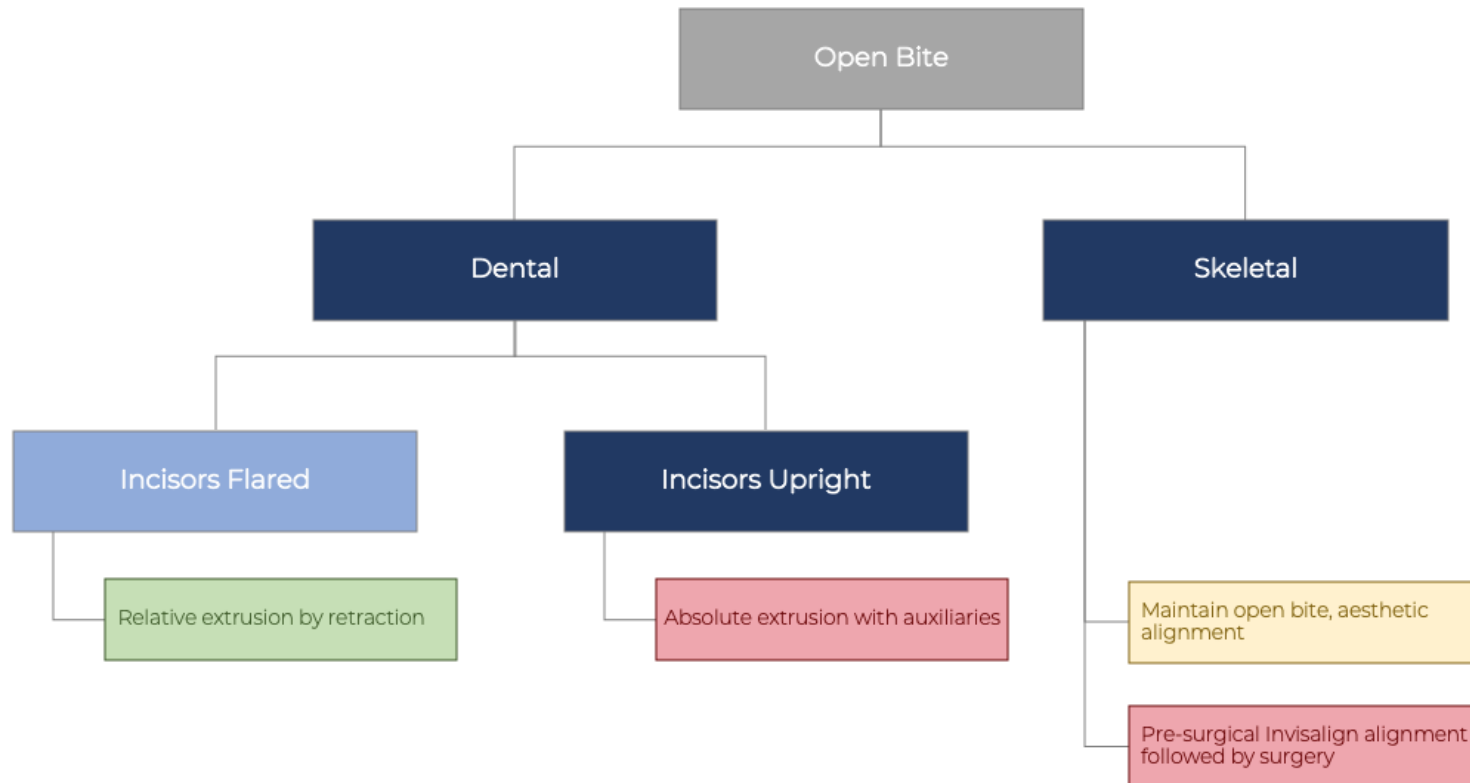 Open Bite
Dental
Skeletal
Incisors Flared
Incisors Upright
Relative extrusion by retraction
Absolute extrusion with auxiliaries
Maintain open bite, aesthetic
alignment
Pre-surgical Invisalign alignment
followed by surgery